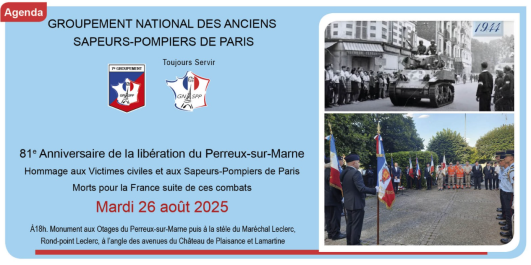 Agenda
GROUPEMENT NATIONAL DES ANCIENS
SAPEURS-POMPIERS DE PARIS
1944
Toujours Servir
7e GROUPEMENT
GNASPP
81e Anniversaire de la libération du Perreux-sur-Marne
Hommage aux Victimes civiles et aux Sapeurs-Pompiers de Paris
Morts pour la France suite de ces combats
Mardi 26 août 2025
À18h. Monument aux Otages du Perreux-sur-Marne puis à la stèle du Maréchal Leclerc,
Rond-point Leclerc, à l'angle des avenues du Château de Plaisance et Lamartine